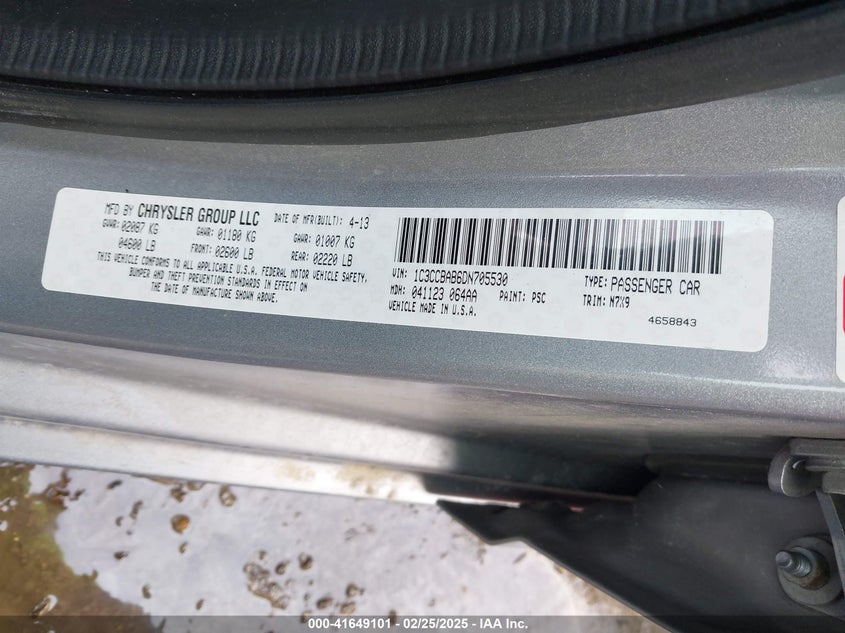 MFD BY CHRYSLER GROUP LLC DATE OF MFR(BUILT): 4-13
GVWR: 02087 KG GAWR: 01180 KG GAWR: 01007 KG
04600 LB FRONT: 02600 LB REAR: 02220 LB
THIS VEHICLE CONFORMS TO ALL APPLICABLE U.S.A. FEDERAL MOTOR VEHICLE SAFETY,
BUMPER AND THEFT PREVENTION STANDARDS IN EFFECT ON
THE DATE OF MANUFACTURE SHOWN ABOVE.
VIN: 1C3CCBAB6DN705530 TYPE: PASSENGER CAR
MDH: 041123 064AA PAINT: PSC TRIM: N7X9
VEHICLE MADE IN U.S.A. 4658843
000-41649101 - 02/25/2025 - IAA Inc.